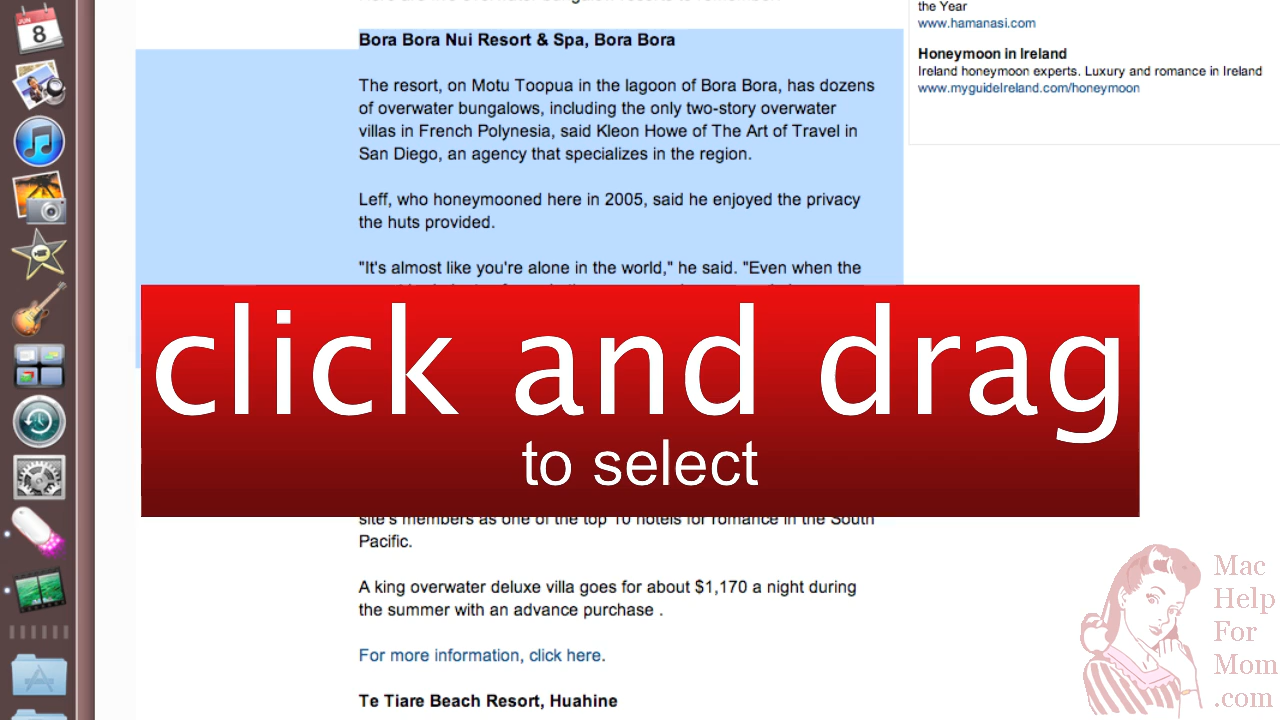 JUN
8
Bora Bora Nui Resort & Spa, Bora Bora
The resort, on Motu Toopua in the lagoon of Bora Bora, has dozens
of overwater bungalows, including the only two-story overwater
villas in French Polynesia, said Kleon Howe of The Art of Travel in
San Diego, an agency that specializes in the region.
Leff, who honeymooned here in 2005, said he enjoyed the privacy
the huts provided.
"It's almost like you're alone in the world," he said. "Even when the
click and drag
to select
site's members as one of the top 10 hotels for romance in the South
Pacific.
A king overwater deluxe villa goes for about $1,170 a night during
the summer with an advance purchase .
For more information, click here.
Te Tiare Beach Resort, Huahine
the Year
www.hamanasi.com
Honeymoon in Ireland
Ireland honeymoon experts. Luxury and romance in Ireland
www.myguideIreland.com/honeymoon
Mac
Help
For
Mom
.com